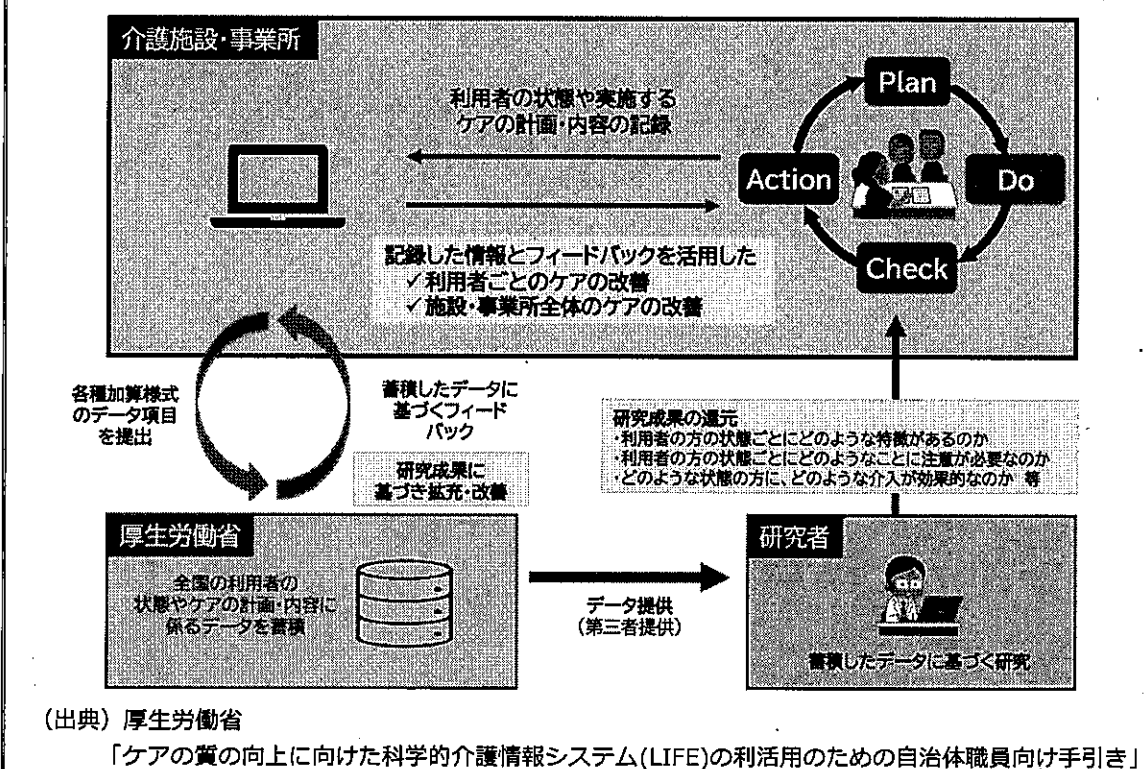 介護施設・事業所
利用者の状態や実施する
ケアの計画・内容の記録
Plan
Action
Do
Check
記録した情報とフィードバックを活用した
✓利用者ごとのケアの改善
✓施設・事業所全体のケアの改善
各種加算様式
のデータ項目
を提出
蓄積したデータに
基づくフィード
バック
研究成果に
基づき拡充・改善
研究成果の還元
・利用者の方の状態ごとにどのような特徴があるのか
・利用者の方の状態ごとにどのようなことに注意が必要なのか
・どのような状態の方に、どのような介入が効果的なのか 等
厚生労働省
全国の利用者の
状態やケアの計画・内容に
係るデータを蓄積
データ提供
（第三者提供）
研究者
蓄積したデータに基づく研究
（出典）厚生労働省
「ケアの質の向上に向けた科学的介護情報システム(LIFE)の利活用のための自治体職員向け手引き」